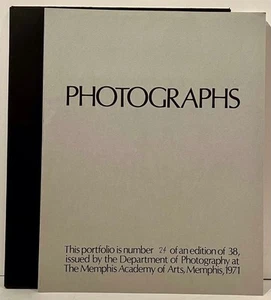 PHOTOGRAPHS
This portfolio is number 24 of an edition of 38,
issued by the Department of Photography at
The Memphis Academy of Arts, Memphis, 1971